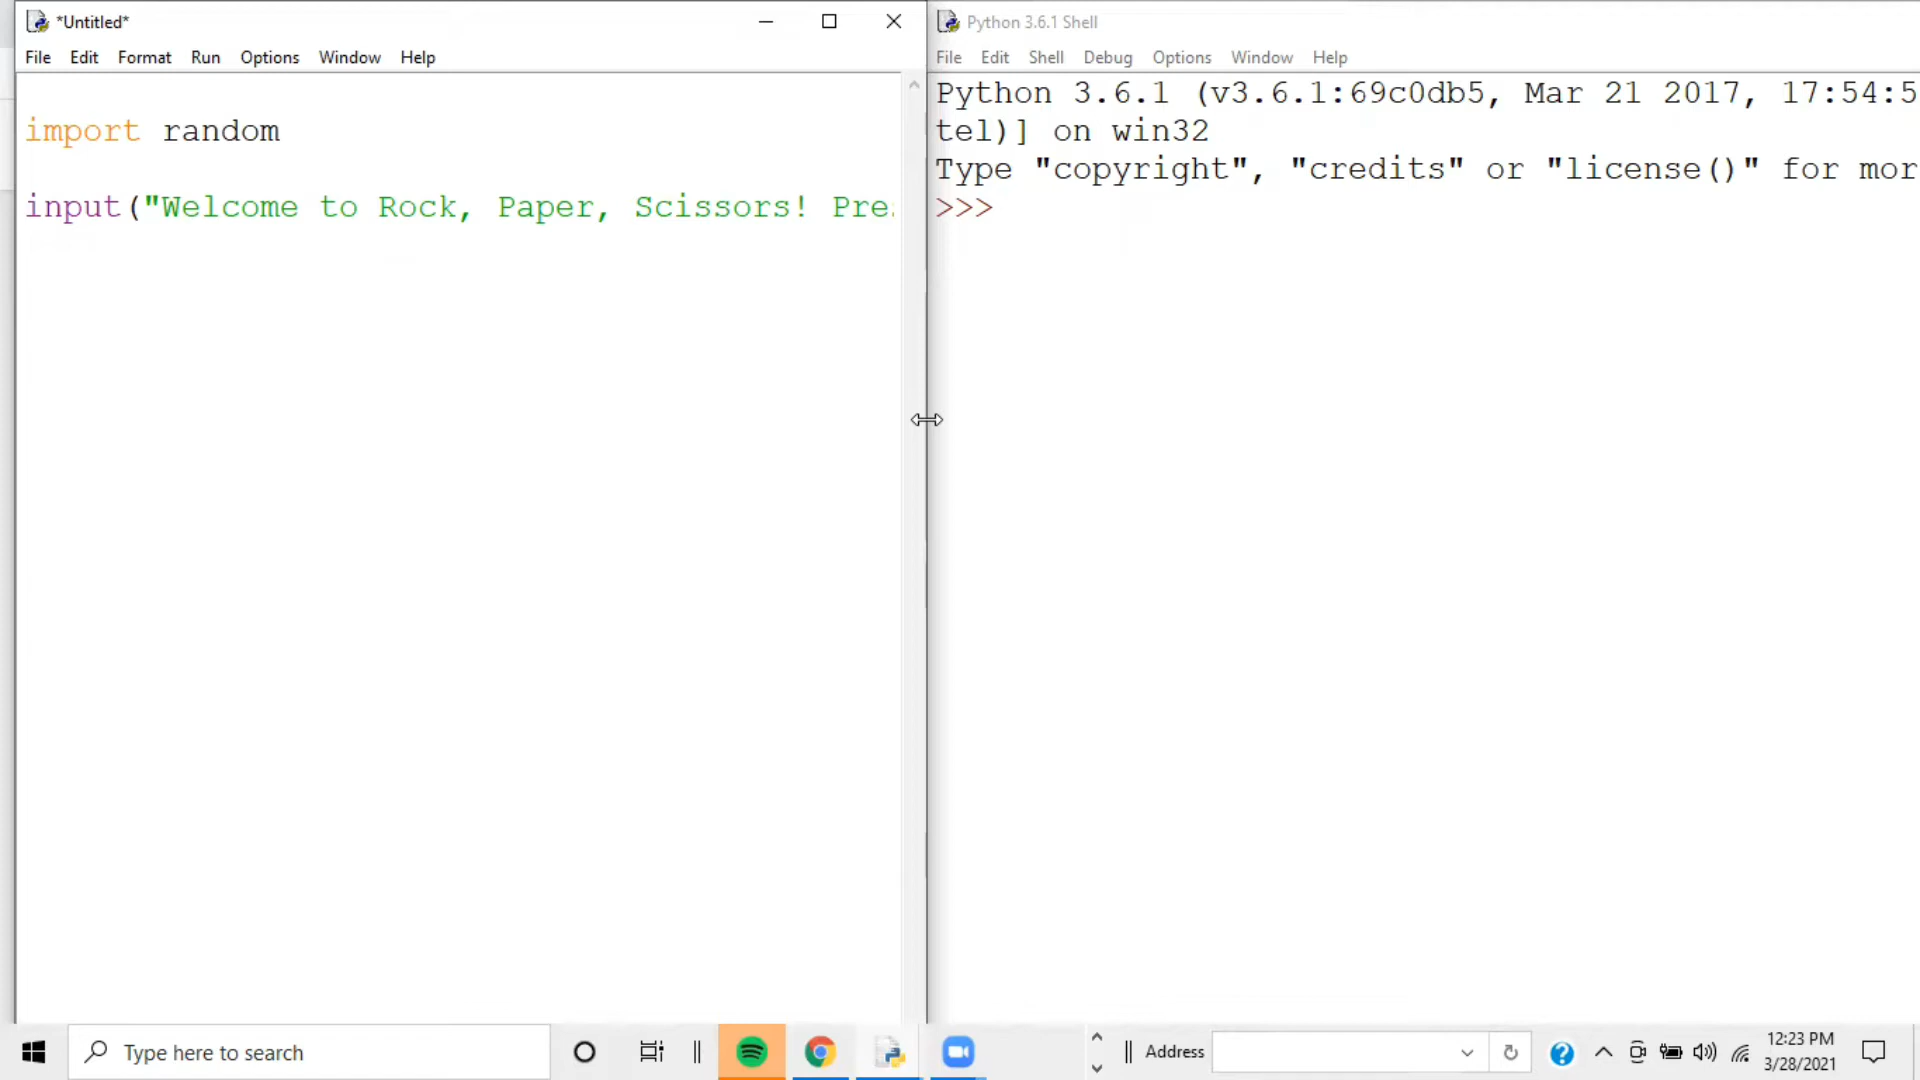 *Untitled*
File Edit Format Run Options Window Help
import random
input("Welcome to Rock, Paper, Scissors! Pre
Python 3.6.1 Shell
File Edit Shell Debug Options Window Help
Python 3.6.1 (v3.6.1:69c0db5, Mar 21 2017, 17:54:5
tel)] on win32
Type "copyright", "credits" or "license()" for mor
>>>
Type here to search
Address
12:23 PM
3/28/2021